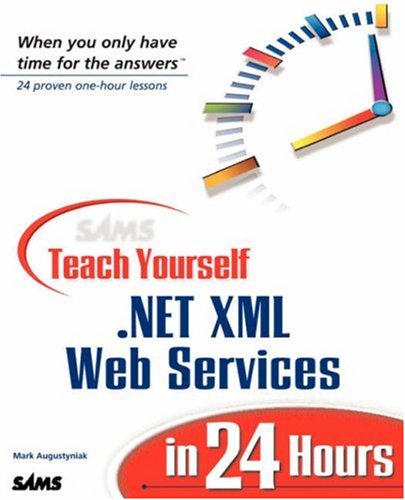 When you only have
time for the answers™
24 proven one-hour lessons
SAMS
Teach Yourself
.NET XML
Web Services
in 24 Hours
Mark Augustyniak
SAMS